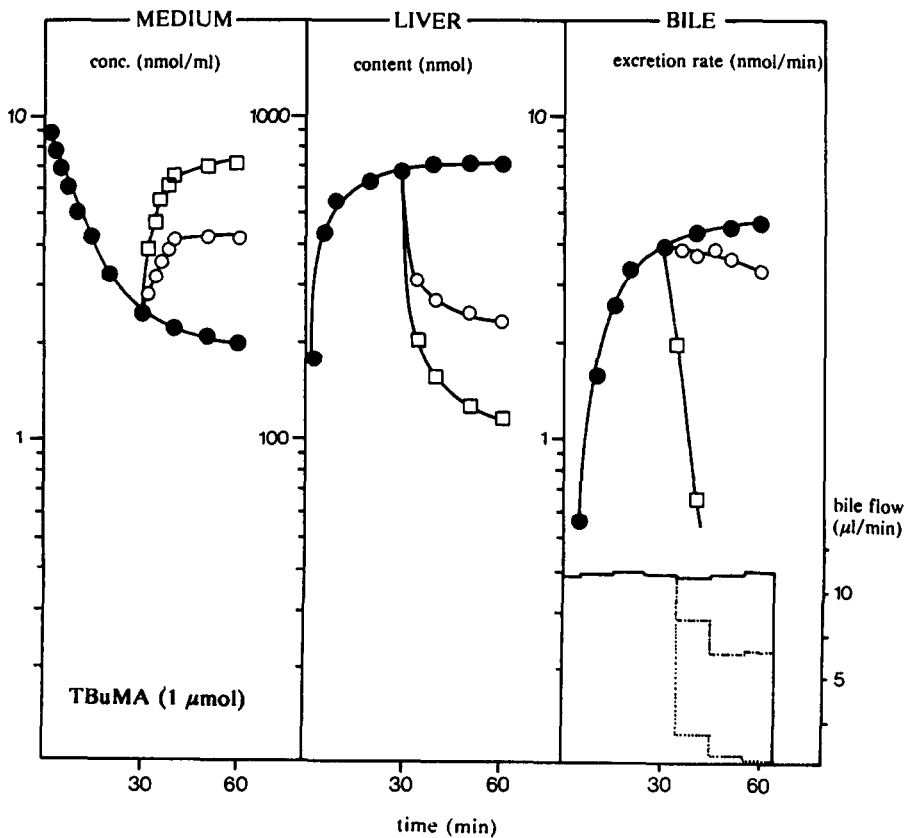 MEDIUM
LIVER
BILE
conc. (nmol/ml)
content (nmol)
excretion rate (nmol/min)
10
1000
10
1
100
1
bile flow
(μl/min)
10
5
TBuMA (1 μmol)
30
60
30
60
30
60
time (min)